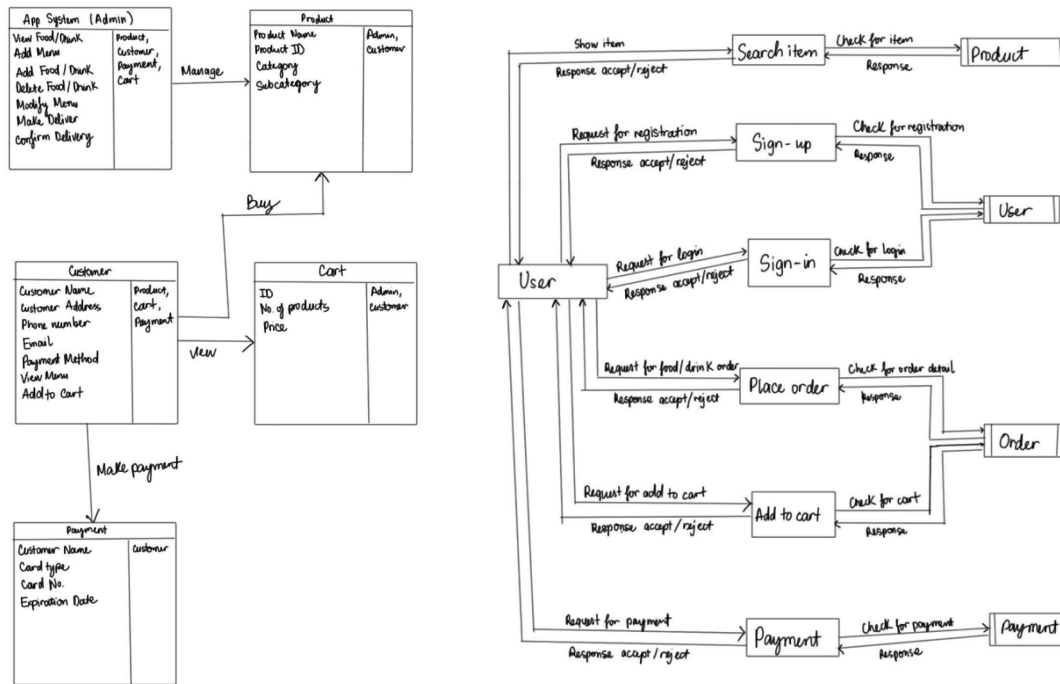 App System (Admin)
View Food/Drink
Add Menu
Add Food / Drink
Delete Food/Drink
Modify Menu
Make Deliver
Confirm Delivery
Product,
Customer,
Payment,
Cart
Manage
Product
Product Name
Product ID
Category
Subcategory
Admin,
Customer
Buy
Customer
Customer Name
Customer Address
Phone number
Email
Payment Method
View Menu
Add to Cart
Product,
Cart,
Payment
View
Cart
ID
No. of products
Price
Admin,
Customer
Make payment
Payment
Customer Name
Card type
Card No.
Expiration Date
Customer
Show item
Response accept/reject
Search item
Check for item
Response
Product
Request for registration
Response accept/reject
Sign-up
Check for registration
Response
User
Request for login
Response accept/reject
Sign-in
Check for login
Response
User
Request for food/drink order
Response accept/reject
Place order
Check for order detail
Response
Order
Request for add to cart
Response accept/reject
Add to cart
Check for cart
Response
Request for payment
Response accept/reject
Payment
Check for payment
Response
Payment